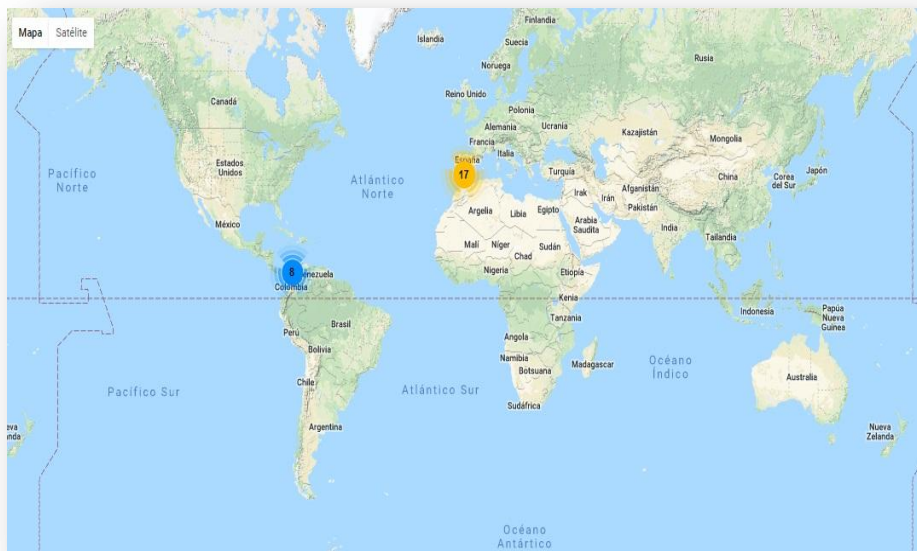 Mapa
Satélite
Finlandia
Islandia
Suecia
Noruega
Rusia
Reino Unido
Canadá
Polonia
Alemania
Ucrania
Kazajistán
Mongolia
Francia
Italia
España
17
Estados
Unidos
Turquía
Pacífico
Norte
Atlántico
Norte
Japón
China
Corea
del Sur
Afganistán
Irak
Irán
Pakistán
Argelia
Libia
Egipto
Arabia
Saudita
México
India
Malí
Níger
Sudán
Tailandia
Chad
8
Nigeria
Etiopía
Colombia
Kenia
Indonesia
Papúa
Nueva
Guinea
Tanzania
Brasil
Perú
Angola
Bolivia
Namibia
Botsuana
Madagascar
Océano
Índico
Chile
Australia
Pacífico Sur
Atlántico Sur
Sudáfrica
Argentina
Nueva
Zelanda
Océano
Antártico